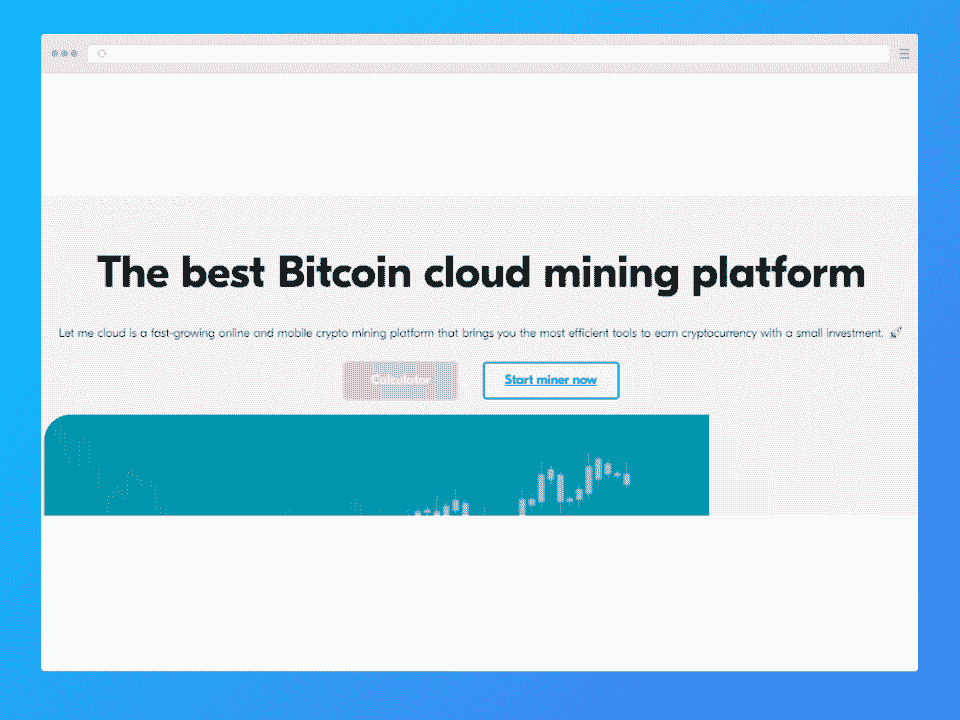 The best Bitcoin cloud mining platform
Let me cloud is a fast-growing online and mobile crypto mining platform that brings you the most efficient tools to earn cryptocurrency with a small investment. 🚀
Calculator
Start miner now